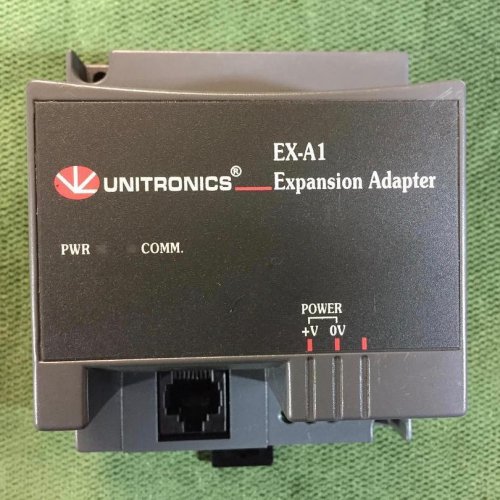 EX-A1
UNITRONICS® Expansion Adapter
PWR COMM.
POWER
+V 0V